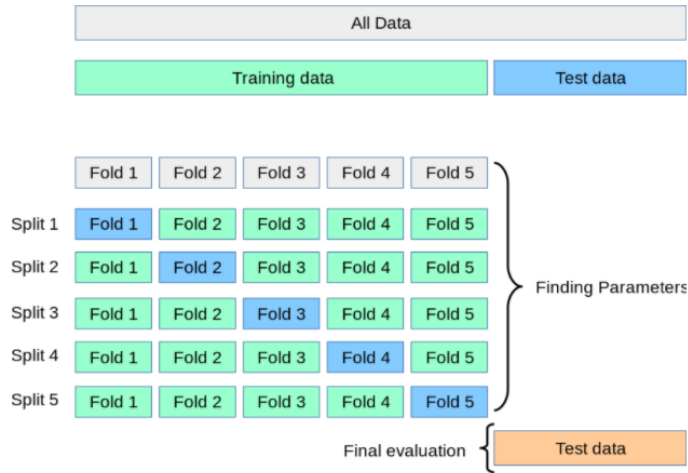 All Data
Training data Test data
Fold 1 Fold 2 Fold 3 Fold 4 Fold 5
Split 1 Fold 1 Fold 2 Fold 3 Fold 4 Fold 5
Split 2 Fold 1 Fold 2 Fold 3 Fold 4 Fold 5
Finding Parameters
Split 3 Fold 1 Fold 2 Fold 3 Fold 4 Fold 5
Split 4 Fold 1 Fold 2 Fold 3 Fold 4 Fold 5
Split 5 Fold 1 Fold 2 Fold 3 Fold 4 Fold 5
Final evaluation Test data